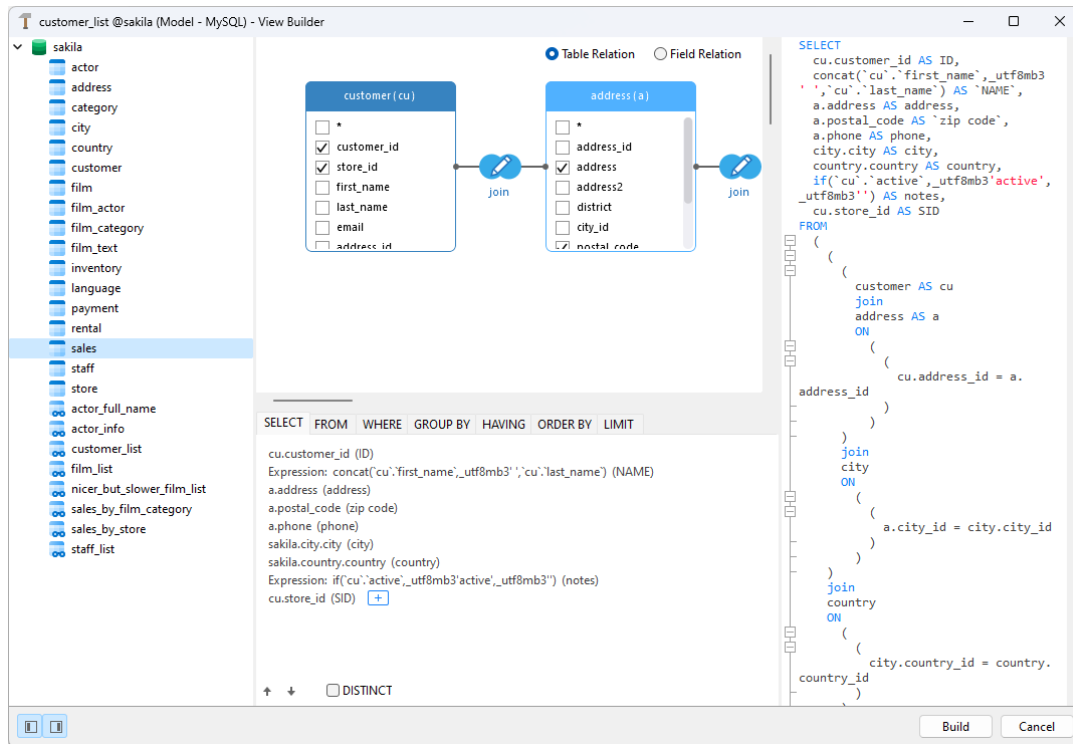 customer_list @sakila (Model - MySQL) - View Builder
sakila
actor
address
category
city
country
customer
film
film_actor
film_category
film_text
inventory
language
payment
rental
sales
staff
store
actor_full_name
actor_info
customer_list
film_list
nicer_but_slower_film_list
sales_by_film_category
sales_by_store
staff_list
Table Relation
Field Relation
customer (cu)
*
customer_id
store_id
first_name
last_name
email
address_id
join
address (a)
*
address_id
address
address2
district
city_id
postal_code
join
SELECT FROM WHERE GROUP BY HAVING ORDER BY LIMIT
cu.customer_id (ID)
Expression: concat(`cu`.`first_name`,_utf8mb3' ',`cu`.`last_name`) (NAME)
a.address (address)
a.postal_code (zip code)
a.phone (phone)
sakila.city.city (city)
sakila.country.country (country)
Expression: if(`cu`.`active`,_utf8mb3'active',_utf8mb3'') (notes)
cu.store_id (SID) +
DISTINCT
SELECT
cu.customer_id AS ID,
concat(`cu`.`first_name`,_utf8mb3
' ',`cu`.`last_name`) AS `NAME`,
a.address AS address,
a.postal_code AS `zip code`,
a.phone AS phone,
city.city AS city,
country.country AS country,
if(`cu`.`active`,_utf8mb3'active',
_utf8mb3'') AS notes,
cu.store_id AS SID
FROM
(
(
(
customer AS cu
join
address AS a
ON
(
(
cu.address_id = a.
address_id
)
)
)
join
city
ON
(
(
a.city_id = city.city_id
)
)
)
join
country
ON
(
(
city.country_id = country.
country_id
)
)
Build
Cancel